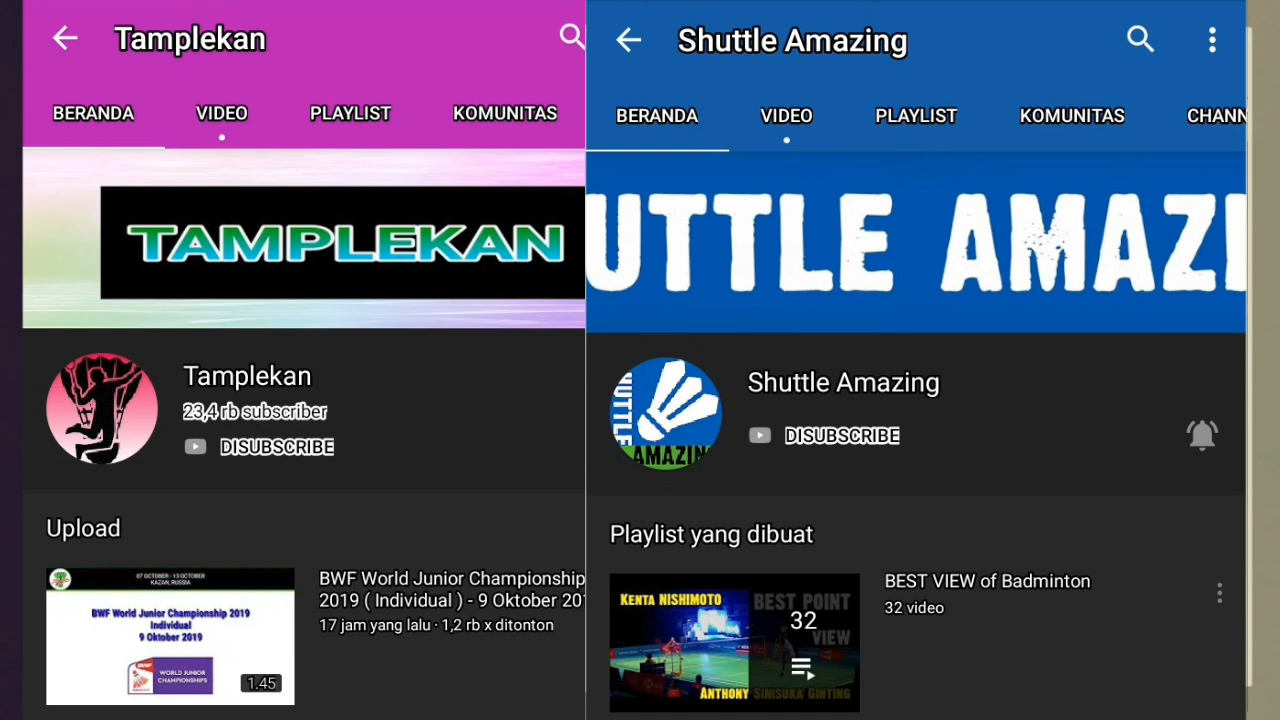 Tamplekan
BERANDA VIDEO PLAYLIST KOMUNITAS
TAMPLEKAN
Tamplekan
23,4 rb subscriber
DISUBSCRIBE
Upload
07 OCTOBER - 13 OCTOBER
KAZAN, RUSSIA
BWF World Junior Championship 2019
Individual
9 Oktober 2019
BWF
WORLD JUNIOR
CHAMPIONSHIPS
1.45
BWF World Junior Championship
2019 ( Individual ) - 9 Oktober 201
17 jam yang lalu · 1,2 rb x ditonton
Shuttle Amazing
BERANDA VIDEO PLAYLIST KOMUNITAS CHANN
UTTLE AMAZI
HUTTLE
AMAZING
Shuttle Amazing
DISUBSCRIBE
Playlist yang dibuat
KENTA NISHIMOTO
BEST POINT
VIEW
32
ANTHONY SINISUKA GINTING
BEST VIEW of Badminton
32 video